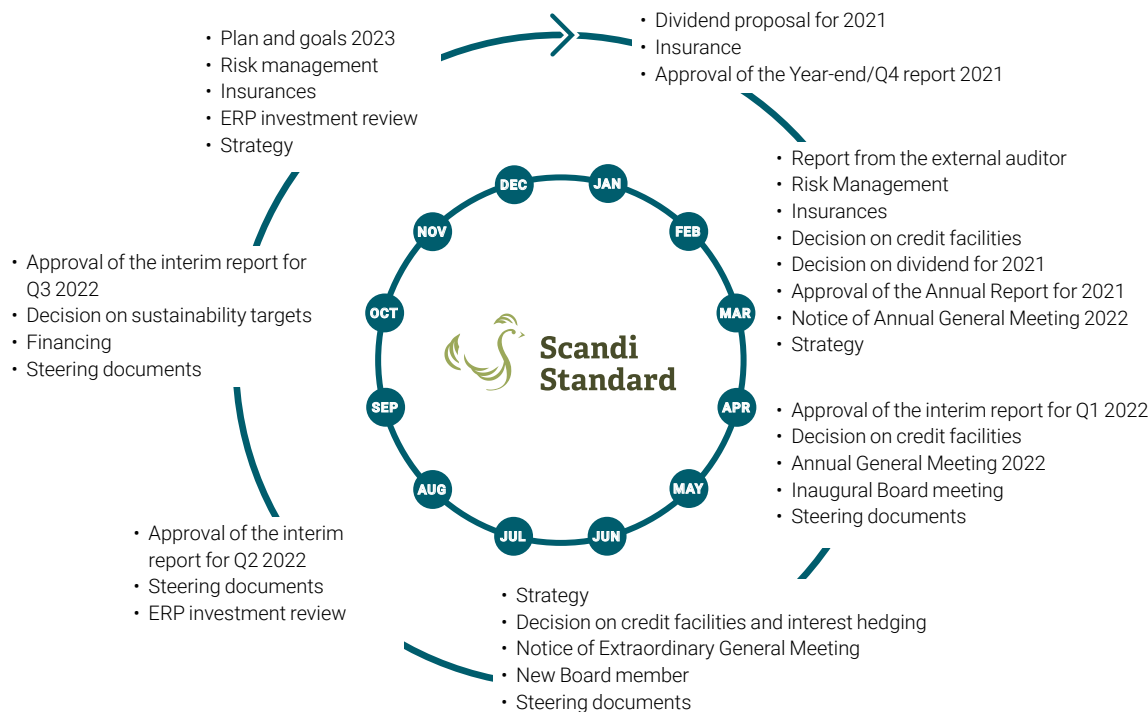 • Dividend proposal for 2021
• Insurance
• Approval of the Year-end/Q4 report 2021
• Report from the external auditor
• Risk Management
• Insurances
• Decision on credit facilities
• Decision on dividend for 2021
• Approval of the Annual Report for 2021
• Notice of Annual General Meeting 2022
• Strategy
• Approval of the interim report for Q1 2022
• Decision on credit facilities
• Annual General Meeting 2022
• Inaugural Board meeting
• Steering documents
• Strategy
• Decision on credit facilities and interest hedging
• Notice of Extraordinary General Meeting
• New Board member
• Steering documents
• Approval of the interim
report for Q2 2022
• Steering documents
• ERP investment review
• Approval of the interim report for
Q3 2022
• Decision on sustainability targets
• Financing
• Steering documents
• Plan and goals 2023
• Risk management
• Insurances
• ERP investment review
• Strategy
JAN
FEB
MAR
APR
MAY
JUN
JUL
AUG
SEP
OCT
NOV
DEC
Scandi
Standard